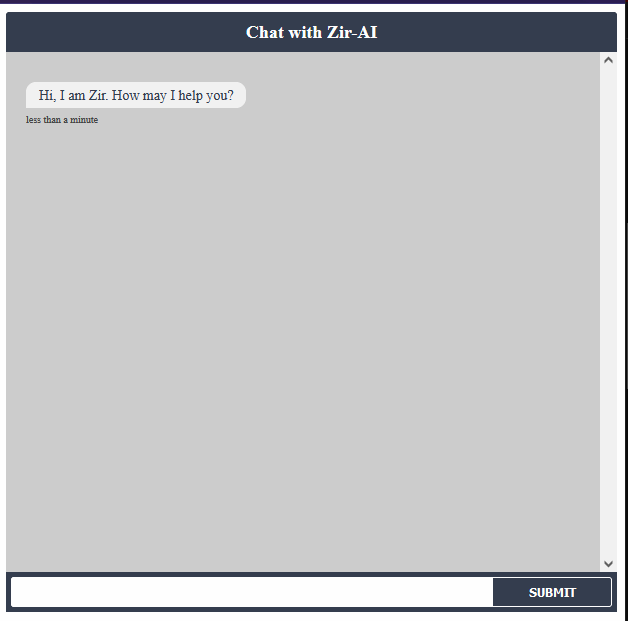 Chat with Zir-AI
Hi, I am Zir. How may I help you?
less than a minute
SUBMIT